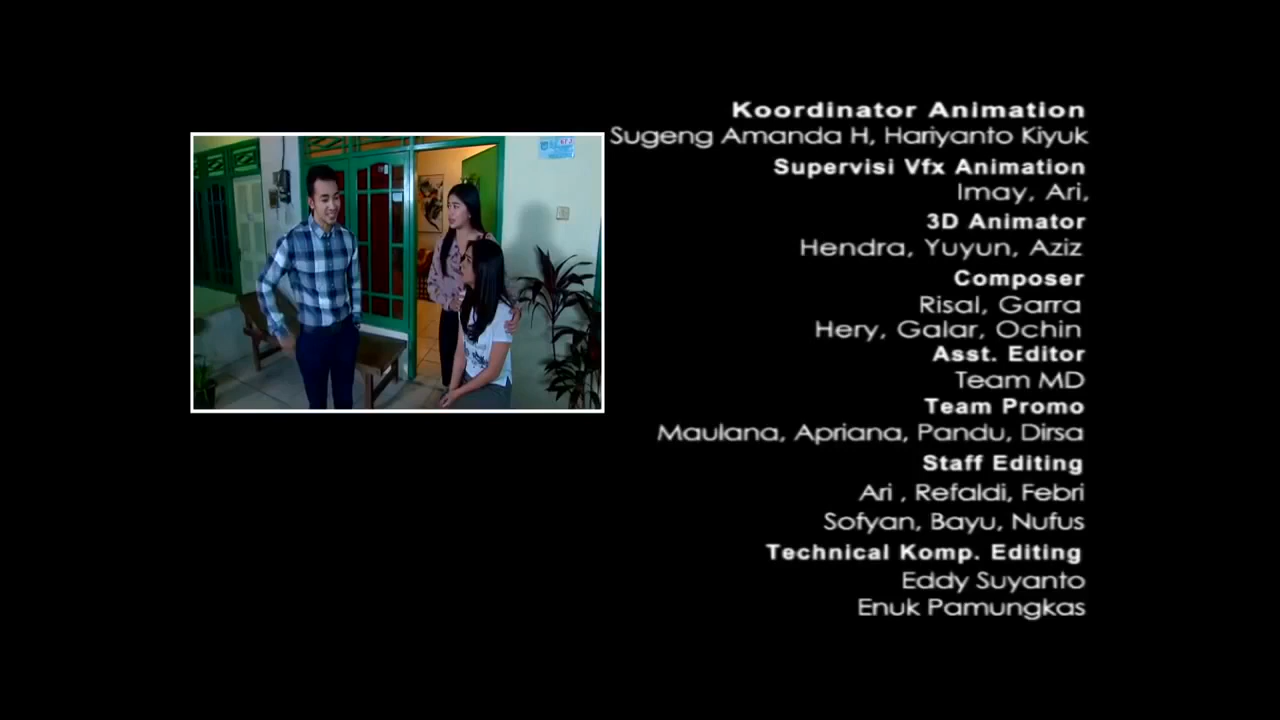 Koordinator Animation
Sugeng Amanda H, Hariyanto Kiyuk
Supervisi Vfx Animation
Imay, Ari,
3D Animator
Hendra, Yuyun, Aziz
Composer
Risal, Garra
Hery, Galar, Ochin
Asst. Editor
Team MD
Team Promo
Maulana, Apriana, Pandu, Dirsa
Staff Editing
Ari , Refaldi, Febri
Sofyan, Bayu, Nufus
Technical Komp. Editing
Eddy Suyanto
Enuk Pamungkas